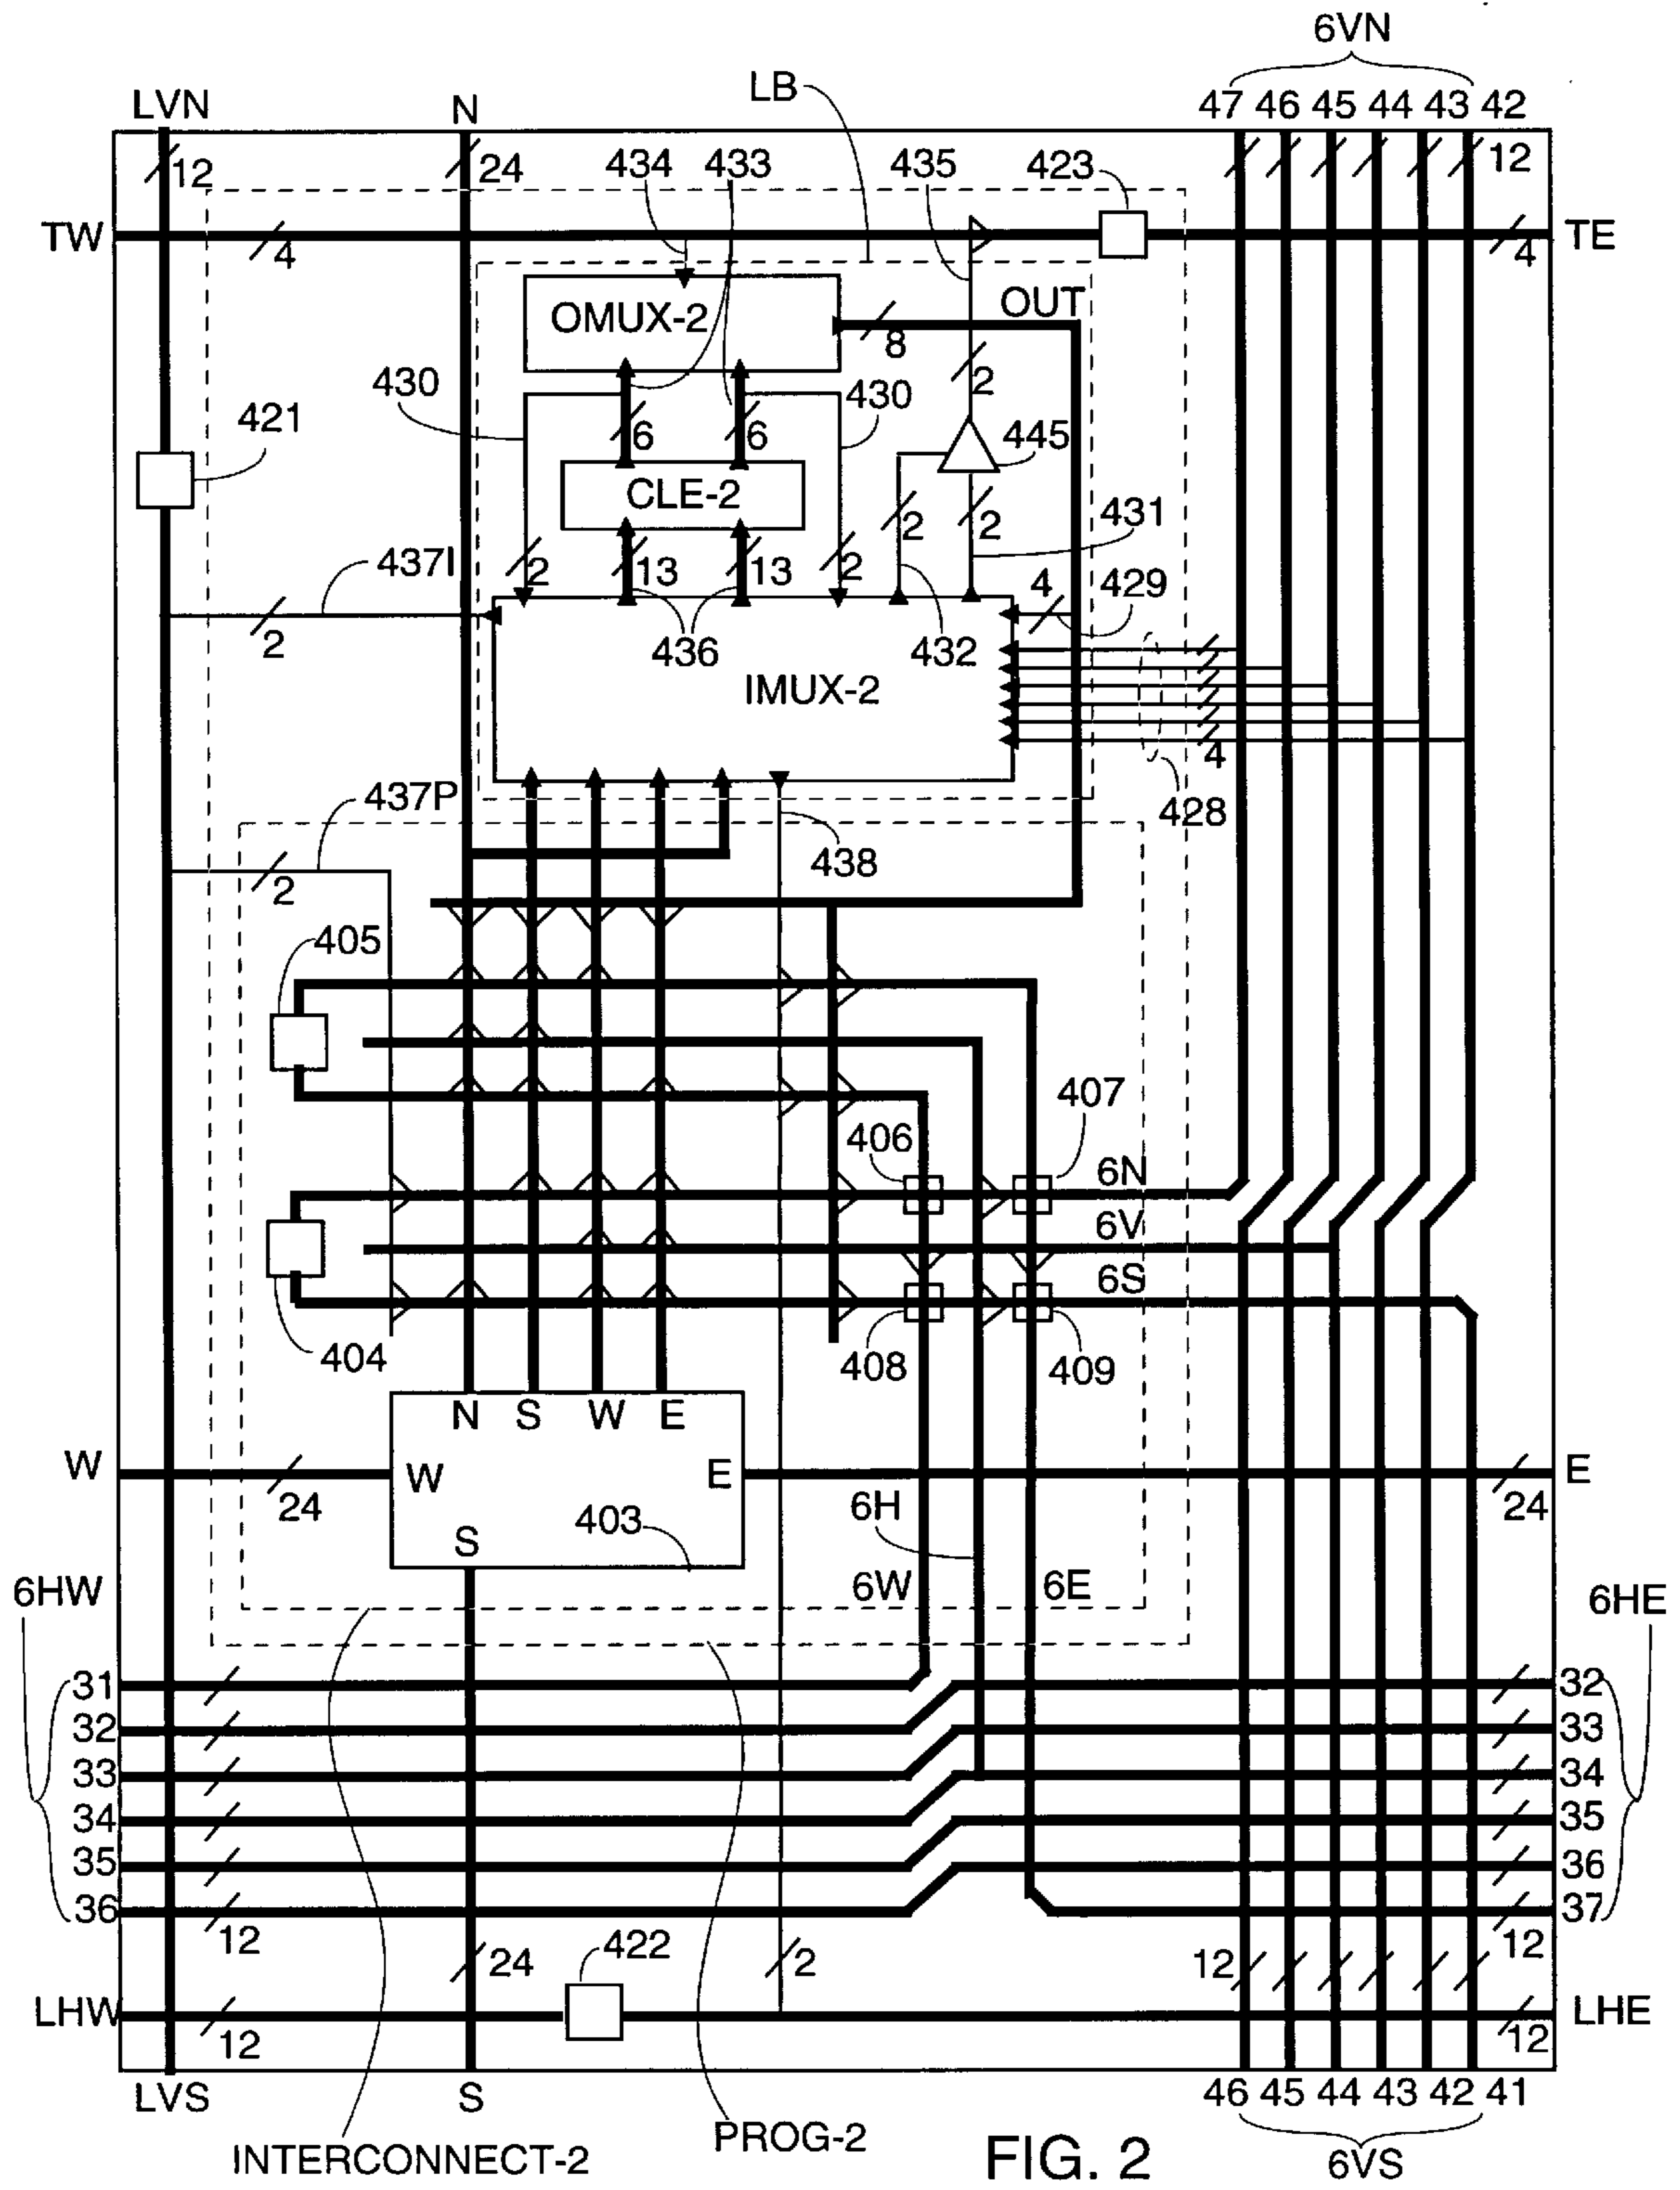 6VN
LB
LVN
N
47 46 45 44 43 42
12
24
434 433
435
423
12
TW
4
TE
4
OUT
OMUX-2
8
430
2
430
421
6
6
445
CLE-2
2
2
431
437I
2
13
13
2
4
429
2
436
432
IMUX-2
4
437P
428
2
438
405
407
406
6N
6V
6S
404
408
409
N S W E
W
W
E
E
24
24
6H
403
S
6HW
6W
6E
6HE
31
32
32
33
33
34
34
35
35
36
36
37
12
12
422
24
2
12
LHW
LHE
12
12
LVS
S
46 45 44 43 42 41
PROG-2
INTERCONNECT-2
FIG. 2
6VS